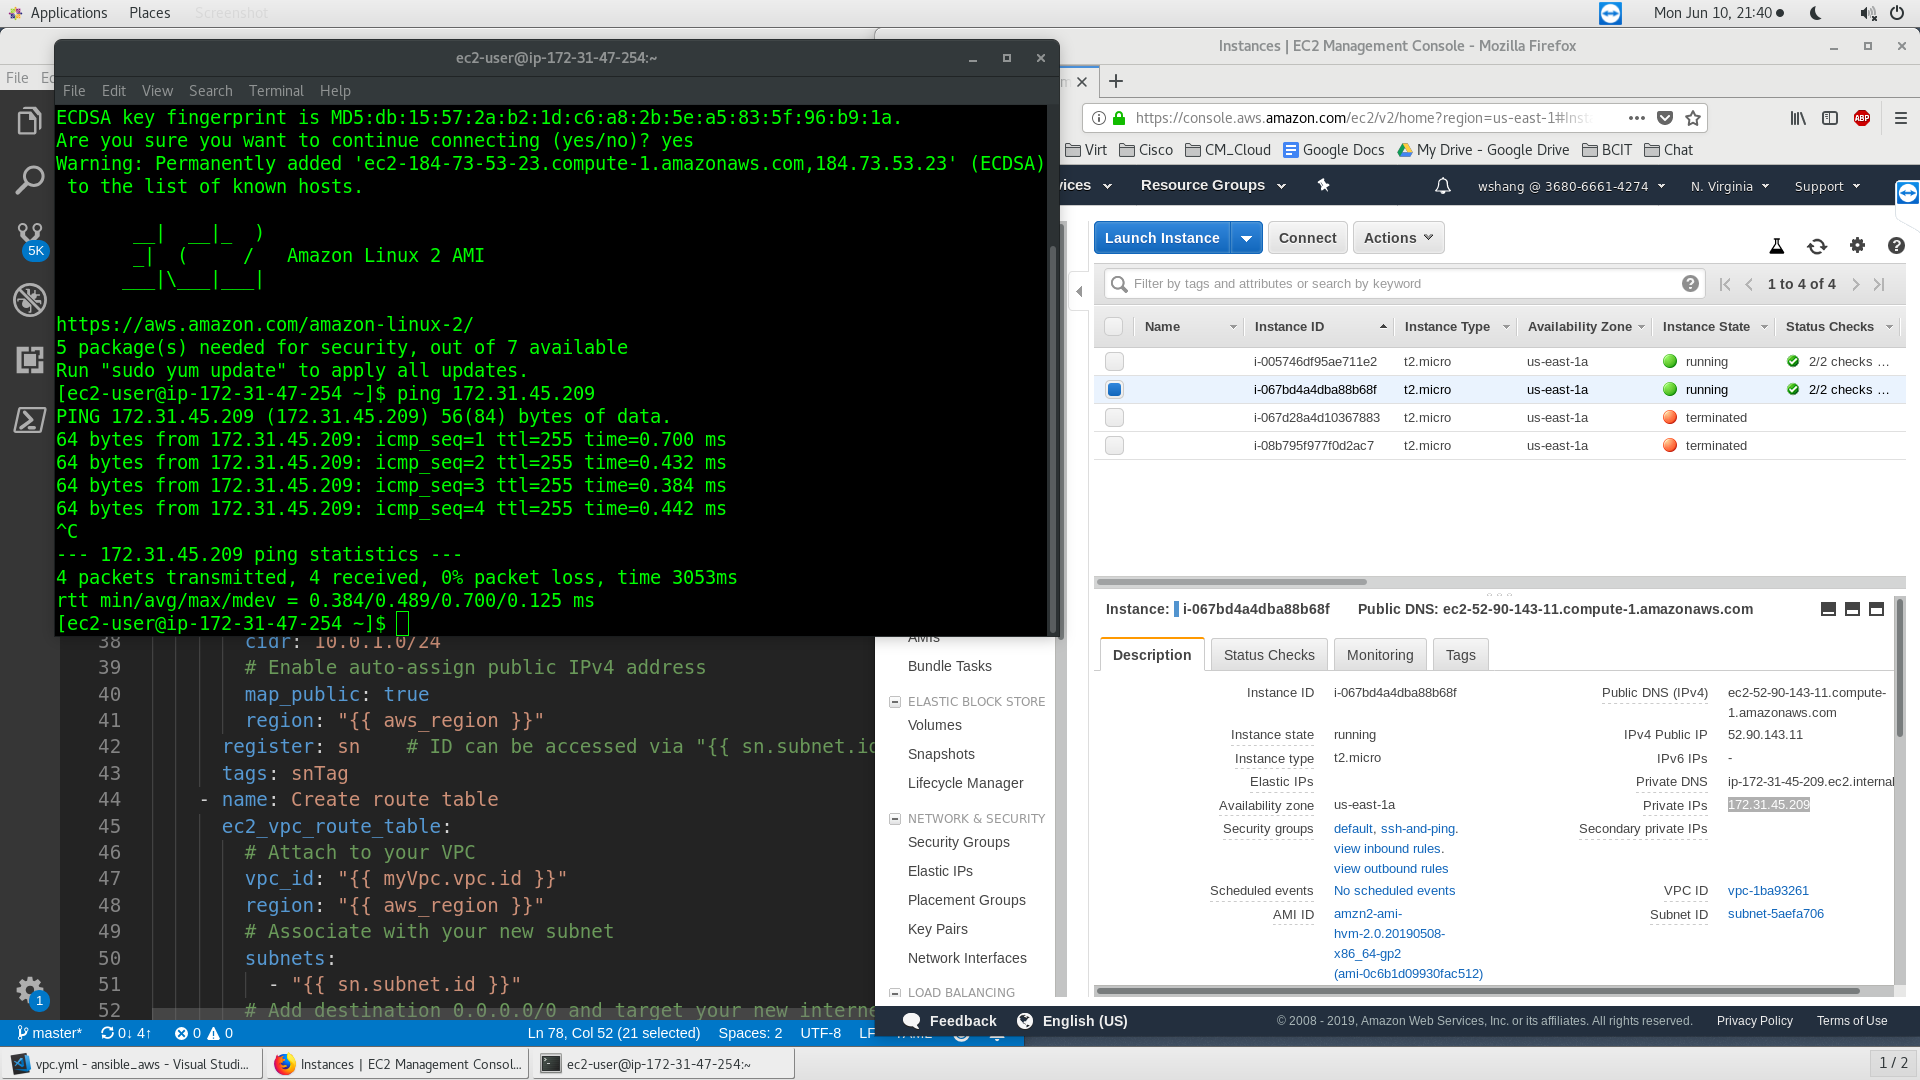 Applications Places Screenshot Mon Jun 10, 21:40
ec2-user@ip-172-31-47-254:~
File Edit View Search Terminal Help
ECDSA key fingerprint is MD5:db:15:57:2a:b2:1d:c6:a8:2b:5e:a5:83:5f:96:b9:1a.
Are you sure you want to continue connecting (yes/no)? yes
Warning: Permanently added 'ec2-184-73-53-23.compute-1.amazonaws.com,184.73.53.23' (ECDSA)
 to the list of known hosts.
       __|  __|_  )
       _|  (     /   Amazon Linux 2 AMI
      ___|\___|___|
https://aws.amazon.com/amazon-linux-2/
5 package(s) needed for security, out of 7 available
Run "sudo yum update" to apply all updates.
[ec2-user@ip-172-31-47-254 ~]$ ping 172.31.45.209
PING 172.31.45.209 (172.31.45.209) 56(84) bytes of data.
64 bytes from 172.31.45.209: icmp_seq=1 ttl=255 time=0.700 ms
64 bytes from 172.31.45.209: icmp_seq=2 ttl=255 time=0.432 ms
64 bytes from 172.31.45.209: icmp_seq=3 ttl=255 time=0.384 ms
64 bytes from 172.31.45.209: icmp_seq=4 ttl=255 time=0.442 ms
^C
--- 172.31.45.209 ping statistics ---
4 packets transmitted, 4 received, 0% packet loss, time 3053ms
rtt min/avg/max/mdev = 0.384/0.489/0.700/0.125 ms
[ec2-user@ip-172-31-47-254 ~]$
File
5K
1
38 cidr: 10.0.1.0/24
39 # Enable auto-assign public IPv4 address
40 map_public: true
41 region: "{{ aws_region }}"
42 register: sn    # ID can be accessed via "{{ sn.subnet.id
43 tags: snTag
44 - name: Create route table
45 ec2_vpc_route_table:
46 # Attach to your VPC
47 vpc_id: "{{ myVpc.vpc.id }}"
48 region: "{{ aws_region }}"
49 # Associate with your new subnet
50 subnets:
51 - "{{ sn.subnet.id }}"
52 # Add destination 0.0.0.0/0 and target your new interne
master* 0↓ 4↑ 0 0 Ln 78, Col 52 (21 selected) Spaces: 2 UTF-8 LF
Instances | EC2 Management Console - Mozilla Firefox
https://console.aws.amazon.com/ec2/v2/home?region=us-east-1#Inst
ABP
Virt Cisco CM_Cloud Google Docs My Drive - Google Drive BCIT Chat
vices Resource Groups wshang @ 3680-6661-4274 N. Virginia Support
Launch Instance Connect Actions
Filter by tags and attributes or search by keyword 1 to 4 of 4
Name Instance ID Instance Type Availability Zone Instance State Status Checks
i-005746df95ae711e2 t2.micro us-east-1a running 2/2 checks …
i-067bd4a4dba88b68f t2.micro us-east-1a running 2/2 checks …
i-067d28a4d10367883 t2.micro us-east-1a terminated
i-08b795f977f0d2ac7 t2.micro us-east-1a terminated
Instance: i-067bd4a4dba88b68f Public DNS: ec2-52-90-143-11.compute-1.amazonaws.com
Description Status Checks Monitoring Tags
Instance ID i-067bd4a4dba88b68f
Instance state running
Instance type t2.micro
Elastic IPs
Availability zone us-east-1a
Security groups default, ssh-and-ping.
view inbound rules.
view outbound rules
Scheduled events No scheduled events
AMI ID amzn2-ami-
hvm-2.0.20190508-
x86_64-gp2
(ami-0c6b1d09930fac512)
Public DNS (IPv4) ec2-52-90-143-11.compute-
1.amazonaws.com
IPv4 Public IP 52.90.143.11
IPv6 IPs -
Private DNS ip-172-31-45-209.ec2.internal
Private IPs 172.31.45.209
Secondary private IPs
VPC ID vpc-1ba93261
Subnet ID subnet-5aefa706
AMIs
Bundle Tasks
ELASTIC BLOCK STORE
Volumes
Snapshots
Lifecycle Manager
NETWORK & SECURITY
Security Groups
Elastic IPs
Placement Groups
Key Pairs
Network Interfaces
LOAD BALANCING
Feedback English (US) © 2008 - 2019, Amazon Web Services, Inc. or its affiliates. All rights reserved. Privacy Policy Terms of Use
vpc.yml - ansible_aws - Visual Studi... Instances | EC2 Management Consol... ec2-user@ip-172-31-47-254:~ 1 / 2